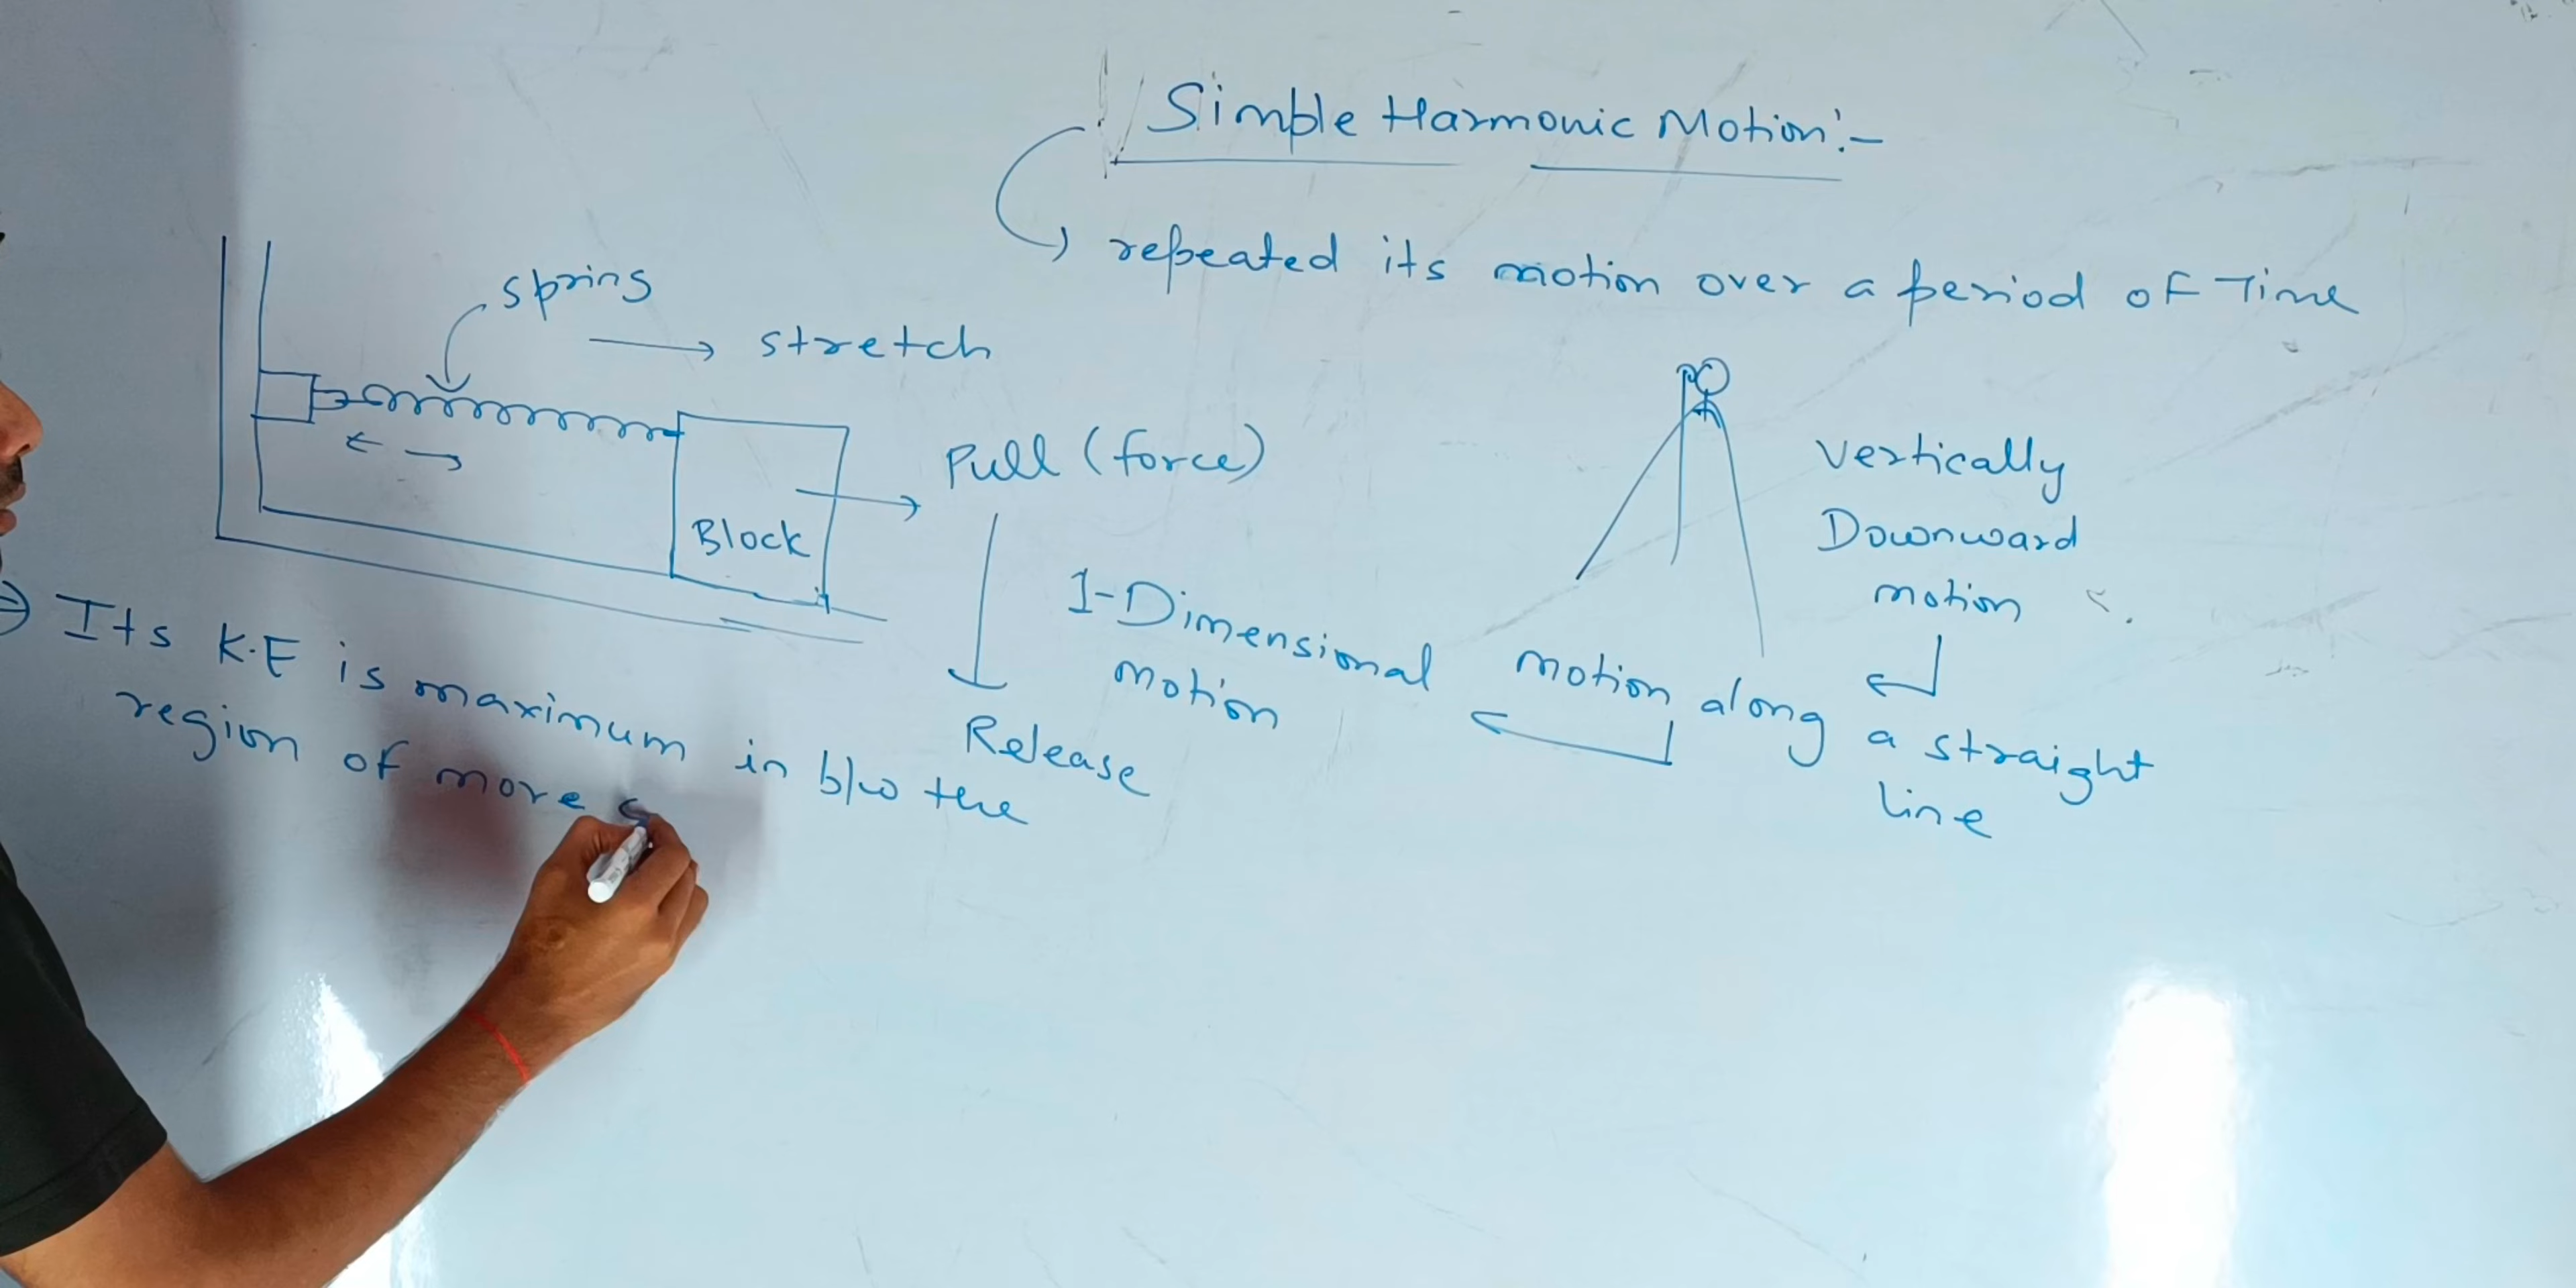 Simple Harmonic Motion:-
repeated its motion over a period of Time
spring
stretch
Pull (force)
Block
Release
1-Dimensional
motion
Vertically
Downward
motion
motion along a straight
line
Its K.E is maximum in b/w the
region of more